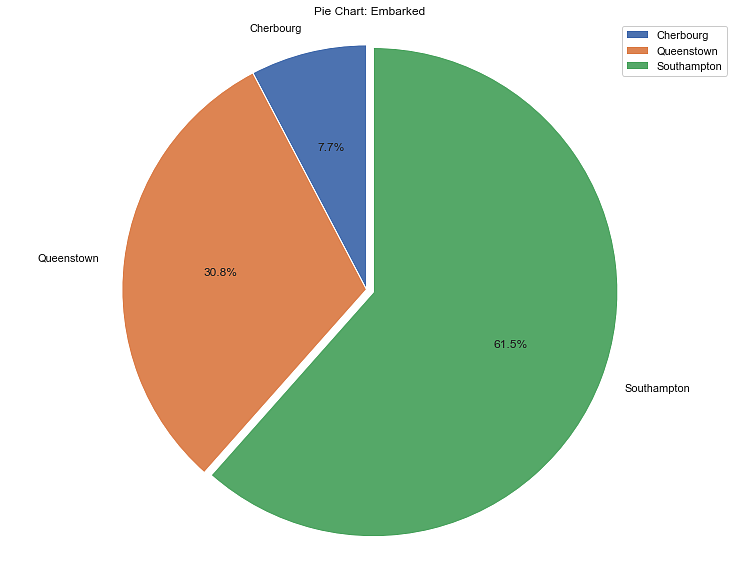 Pie Chart: Embarked
Cherbourg
Cherbourg
Queenstown
Southampton
7.7%
Queenstown
30.8%
61.5%
Southampton